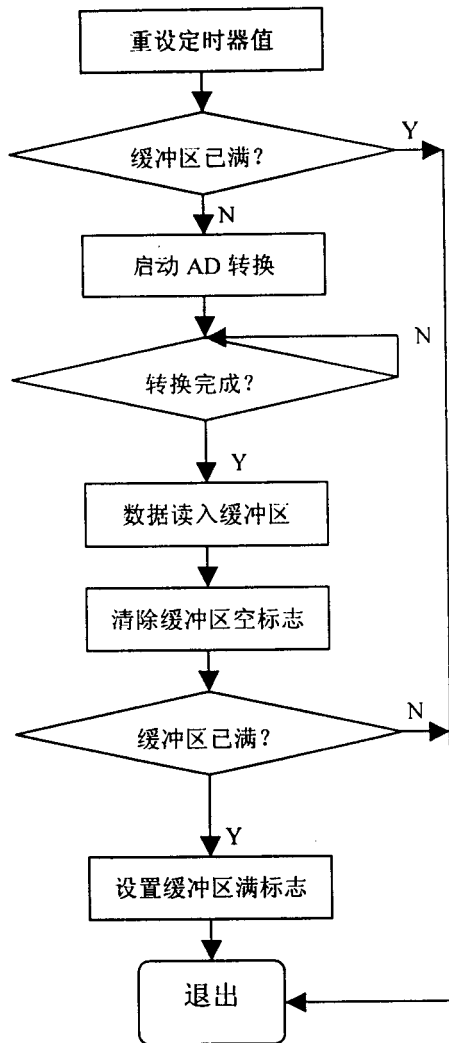 重设定时器值
缓冲区已满?
Y
N
启动 AD 转换
N
转换完成?
Y
数据读入缓冲区
清除缓冲区空标志
N
缓冲区已满?
Y
设置缓冲区满标志
退出